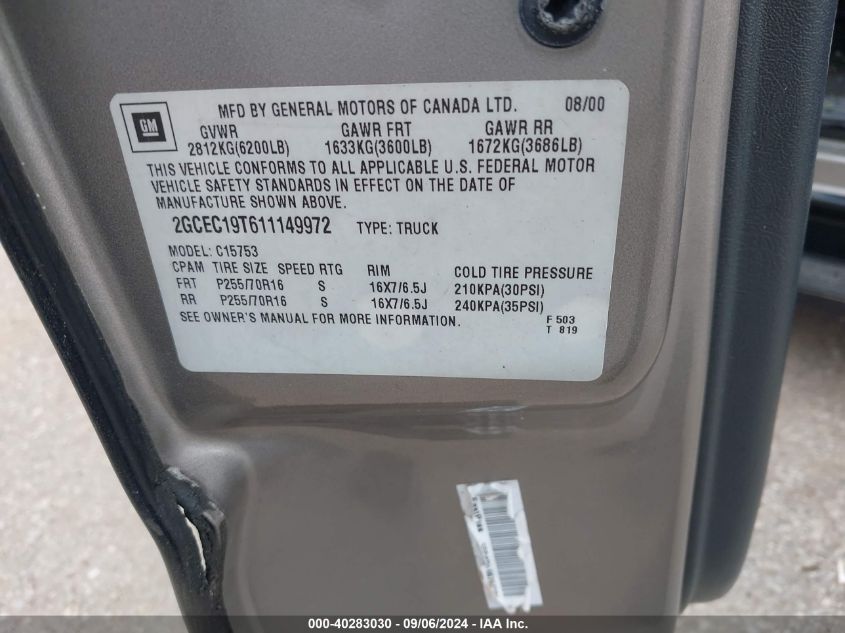 GM
MFD BY GENERAL MOTORS OF CANADA LTD. 08/00
GVWR GAWR FRT GAWR RR
2812KG(6200LB) 1633KG(3600LB) 1672KG(3686LB)
THIS VEHICLE CONFORMS TO ALL APPLICABLE U.S. FEDERAL MOTOR
VEHICLE SAFETY STANDARDS IN EFFECT ON THE DATE OF
MANUFACTURE SHOWN ABOVE.
2GCEC19T611149972 TYPE: TRUCK
MODEL: C15753
CPAM TIRE SIZE SPEED RTG RIM COLD TIRE PRESSURE
FRT P255/70R16 S 16X7/6.5J 210KPA(30PSI)
RR P255/70R16 S 16X7/6.5J 240KPA(35PSI)
SEE OWNER'S MANUAL FOR MORE INFORMATION.
F 503
T 819
000-40283030 - 09/06/2024 - IAA Inc.